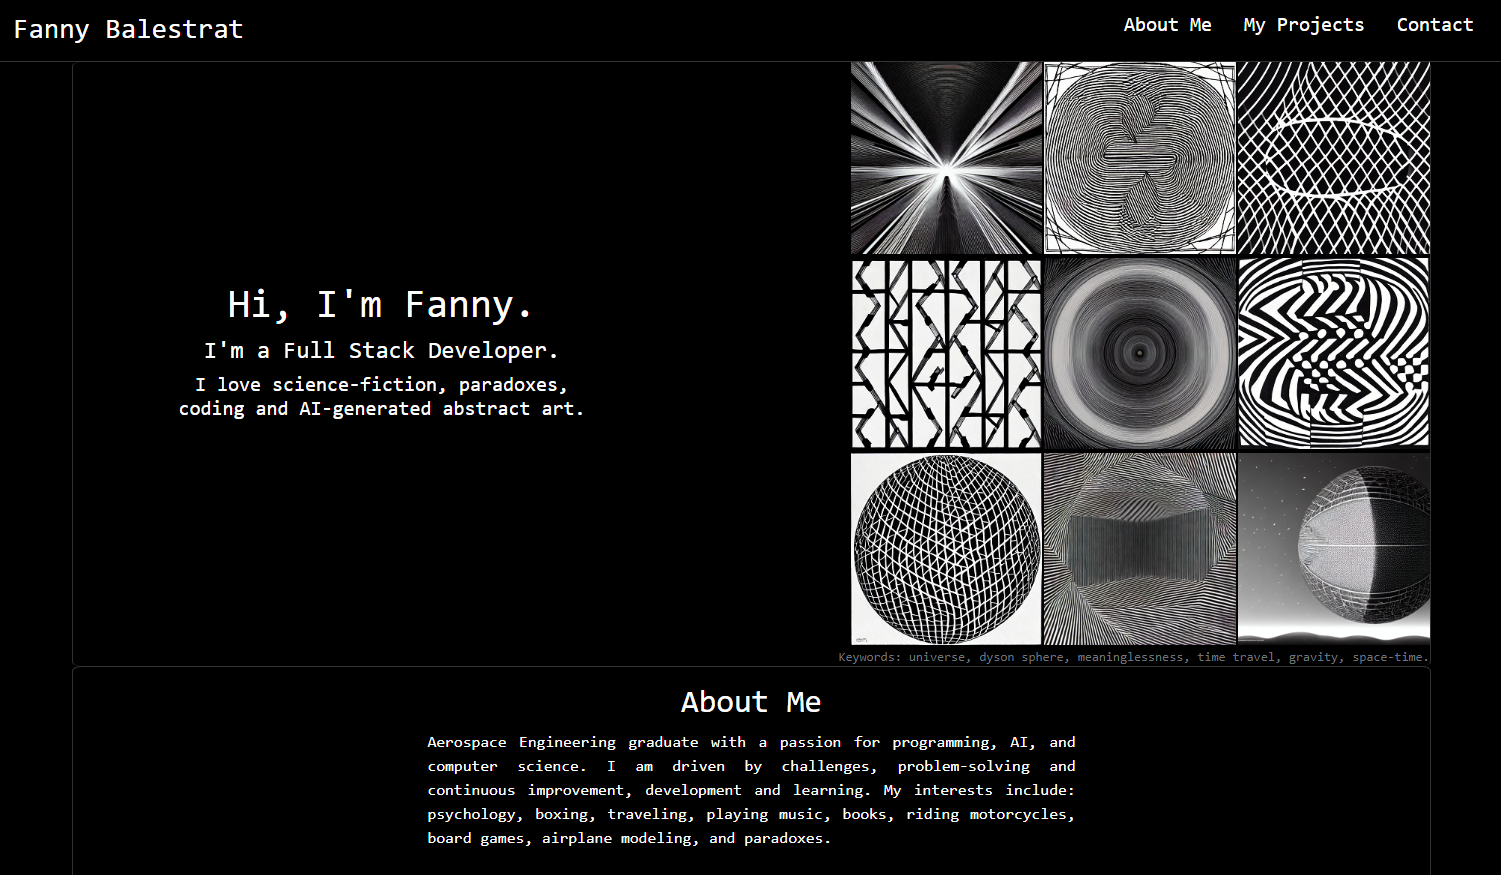 Fanny Balestrat
About Me
My Projects
Contact
Hi, I'm Fanny.
I'm a Full Stack Developer.
I love science-fiction, paradoxes,
coding and AI-generated abstract art.
Keywords: universe, dyson sphere, meaninglessness, time travel, gravity, space-time.
About Me
Aerospace Engineering graduate with a passion for programming, AI, and
computer science. I am driven by challenges, problem-solving and
continuous improvement, development and learning. My interests include:
psychology, boxing, traveling, playing music, books, riding motorcycles,
board games, airplane modeling, and paradoxes.